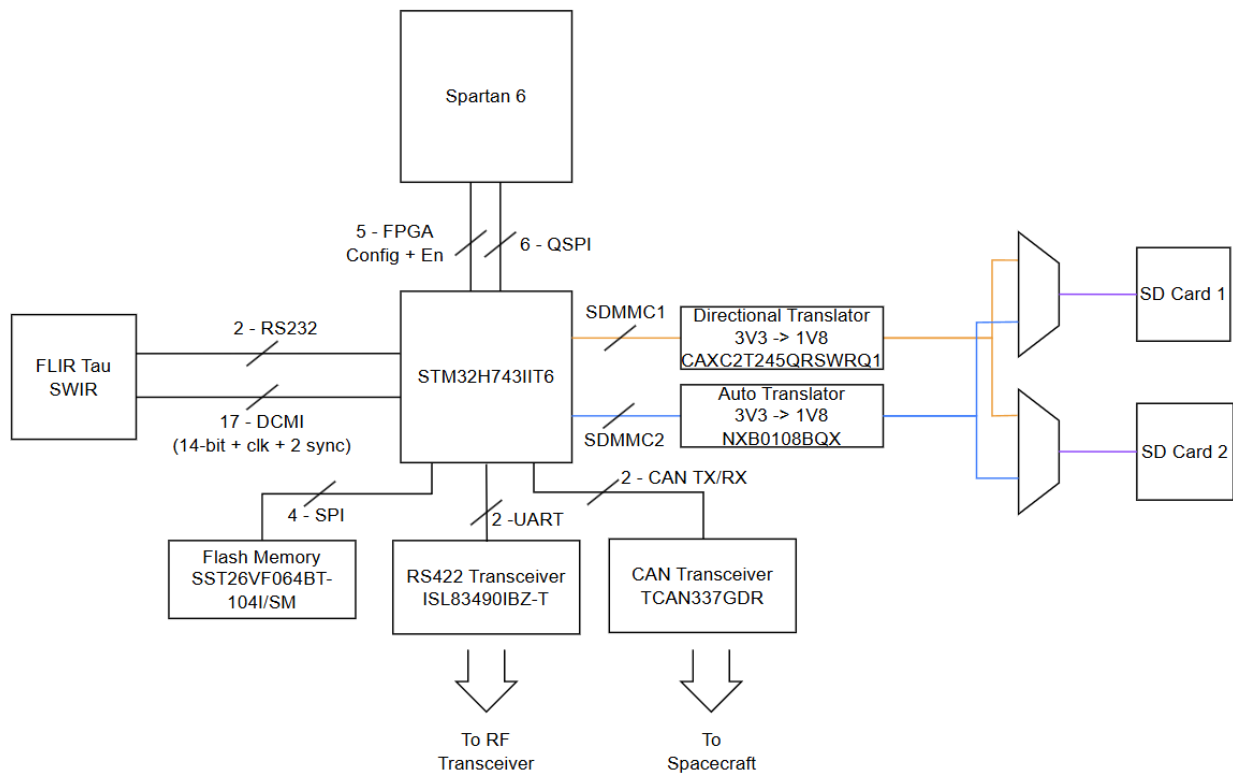 Spartan 6
5 - FPGA
Config + En
6 - QSPI
FLIR Tau
SWIR
2 - RS232
17 - DCMI
(14-bit + clk + 2 sync)
STM32H743IIT6
SDMMC1
Directional Translator
3V3 -> 1V8
CAXC2T245QRSWRQ1
SDMMC2
Auto Translator
3V3 -> 1V8
NXB0108BQX
SD Card 1
SD Card 2
4 - SPI
2 -UART
2 - CAN TX/RX
Flash Memory
SST26VF064BT-
104I/SM
RS422 Transceiver
ISL83490IBZ-T
CAN Transceiver
TCAN337GDR
To RF
Transceiver
To
Spacecraft